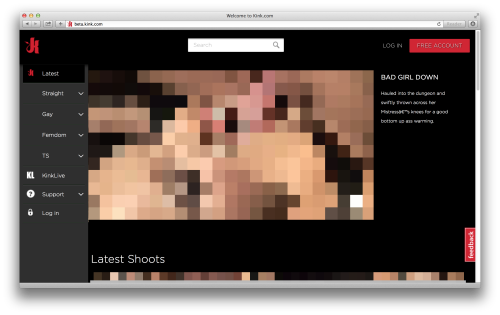 Welcome to Kink.com
beta.kink.com
Search
LOG IN
FREE ACCOUNT
Latest
Straight
Gay
Femdom
TS
KL
KinkLive
?
Support
Log in
BAD GIRL DOWN
Hauled into the dungeon and
swiftly thrown across her
Mistressâ€™s knees for a good
bottom up ass warming.
Latest Shoots
feedback